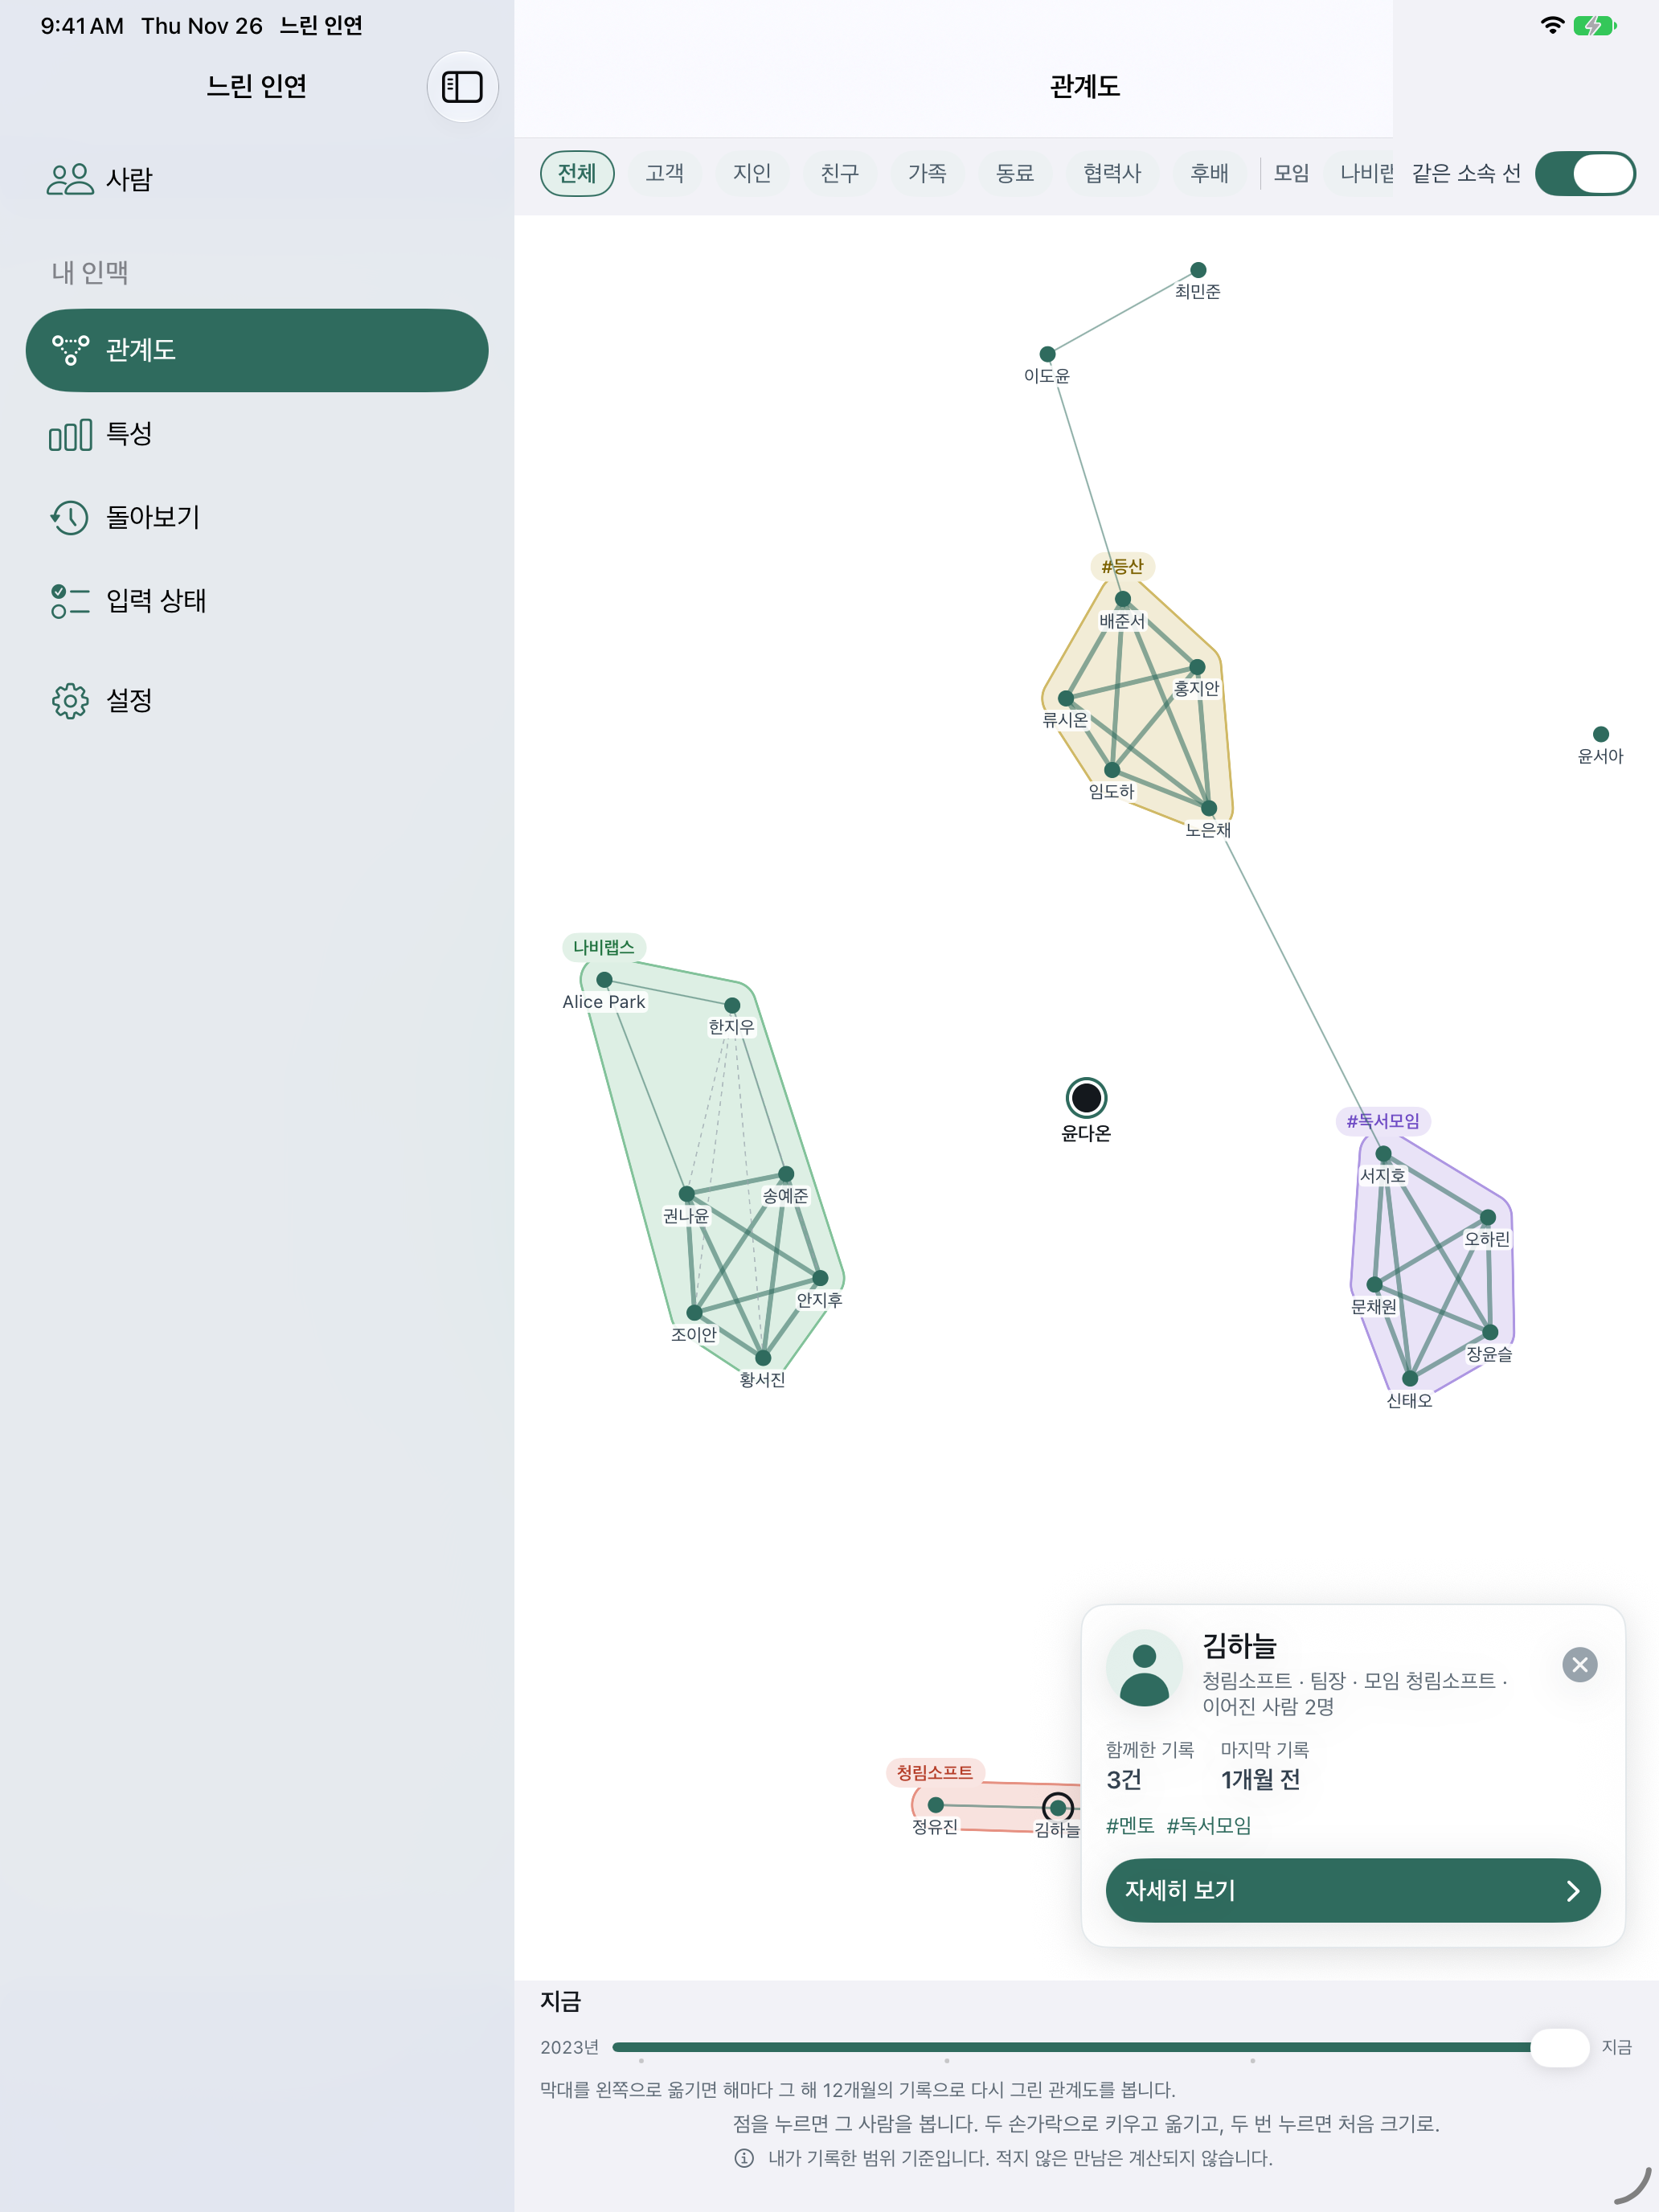 9:41 AM Thu Nov 26 느린 인연
느린 인연
사람
내 인맥
관계도
특성
돌아보기
입력 상태
설정
관계도
전체 고객 지인 친구 가족 동료 협력사 후배 모임 나비랩 같은 소속 선
최민준
이도윤
#등산
배준서
홍지안
류시온
윤서아
임도하
노은채
나비랩스
Alice Park
한지우
윤다온
#독서모임
서지호
송예준
권나윤
오하린
안지후
문채원
조이안
장윤슬
황서진
신태오
청림소프트
정유진
김하늘
김하늘
청림소프트 · 팀장 · 모임 청림소프트 ·
이어진 사람 2명
함께한 기록 마지막 기록
3건 1개월 전
#멘토 #독서모임
자세히 보기
지금
2023년 지금
막대를 왼쪽으로 옮기면 해마다 그 해 12개월의 기록으로 다시 그린 관계도를 봅니다.
점을 누르면 그 사람을 봅니다. 두 손가락으로 키우고 옮기고, 두 번 누르면 처음 크기로.
내가 기록한 범위 기준입니다. 적지 않은 만남은 계산되지 않습니다.